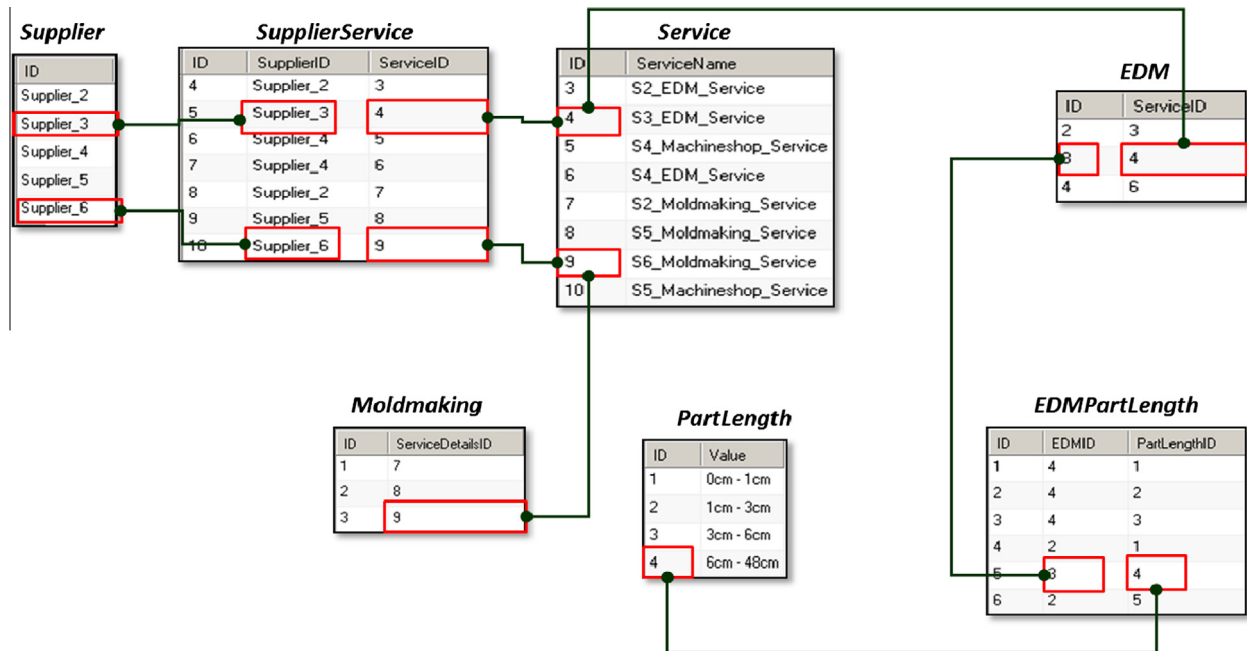 Supplier
ID
Supplier_2
Supplier_3
Supplier_4
Supplier_5
Supplier_6
SupplierService
ID SupplierID ServiceID
4 Supplier_2 3
5 Supplier_3 4
6 Supplier_4 5
7 Supplier_4 6
8 Supplier_2 7
9 Supplier_5 8
10 Supplier_6 9
Service
ID ServiceName
3 S2_EDM_Service
4 S3_EDM_Service
5 S4_Machineshop_Service
6 S4_EDM_Service
7 S2_Moldmaking_Service
8 S5_Moldmaking_Service
9 S6_Moldmaking_Service
10 S5_Machineshop_Service
EDM
ID ServiceID
2 3
3 4
4 6
Moldmaking
ID ServiceDetailsID
1 7
2 8
3 9
PartLength
ID Value
1 0cm - 1cm
2 1cm - 3cm
3 3cm - 6cm
4 6cm - 48cm
EDMPartLength
ID EDMID PartLengthID
1 4 1
2 4 2
3 4 3
4 2 1
5 3 4
6 2 5